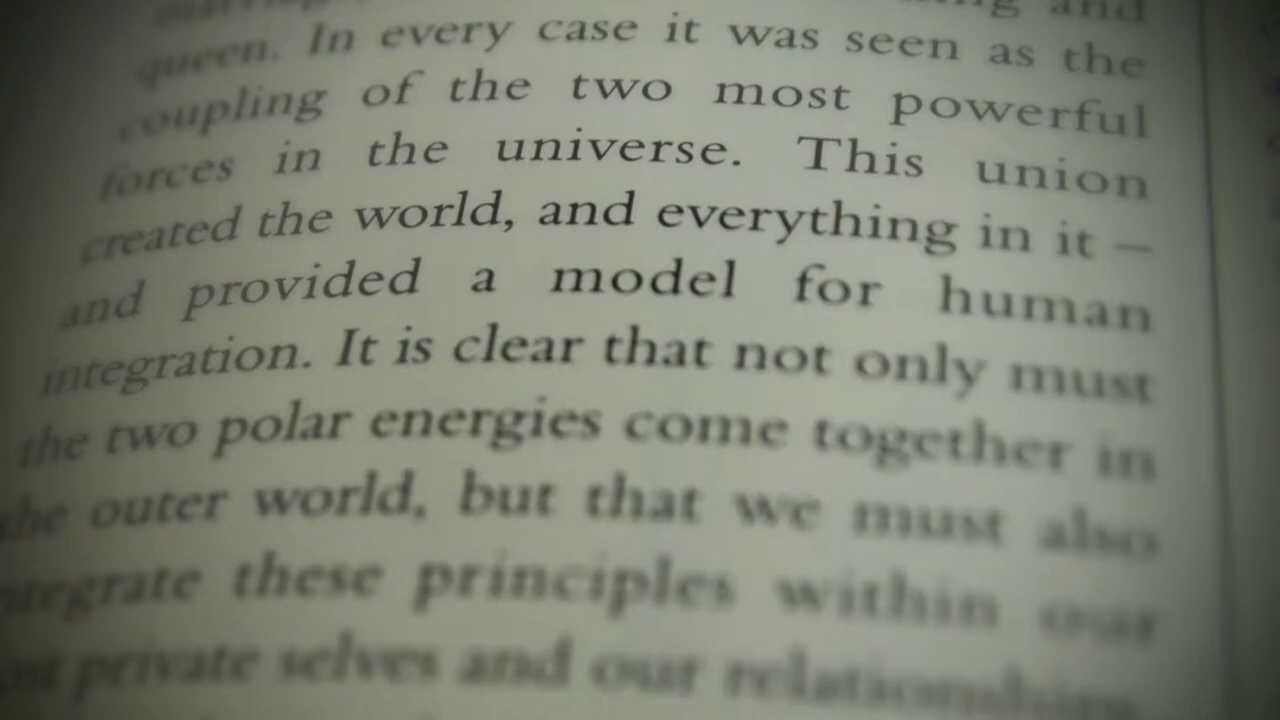 and
queen. In every case it was seen as the
coupling of the two most powerful
forces in the universe. This union
created the world, and everything in it –
and provided a model for human
integration. It is clear that not only must
the two polar energies come together in
the outer world, but that we must also
integrate these principles within our
private selves and our relationships